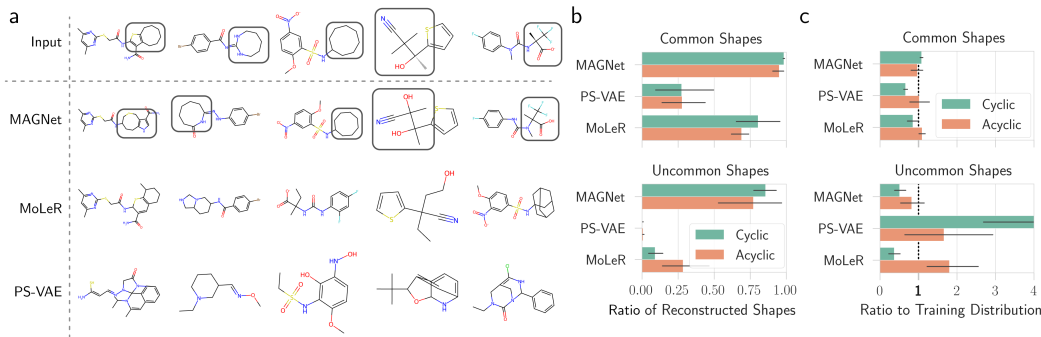 a
Input
MAGNet
MoLeR
PS-VAE
b
Common Shapes
MAGNet
PS-VAE
MoLeR
Uncommon Shapes
MAGNet
PS-VAE
MoLeR
Cyclic
Acyclic
0.00 0.25 0.50 0.75 1.00
Ratio of Reconstructed Shapes
c
Common Shapes
MAGNet
PS-VAE
MoLeR
Cyclic
Acyclic
Uncommon Shapes
MAGNet
PS-VAE
MoLeR
0 1 2 3 4
Ratio to Training Distribution